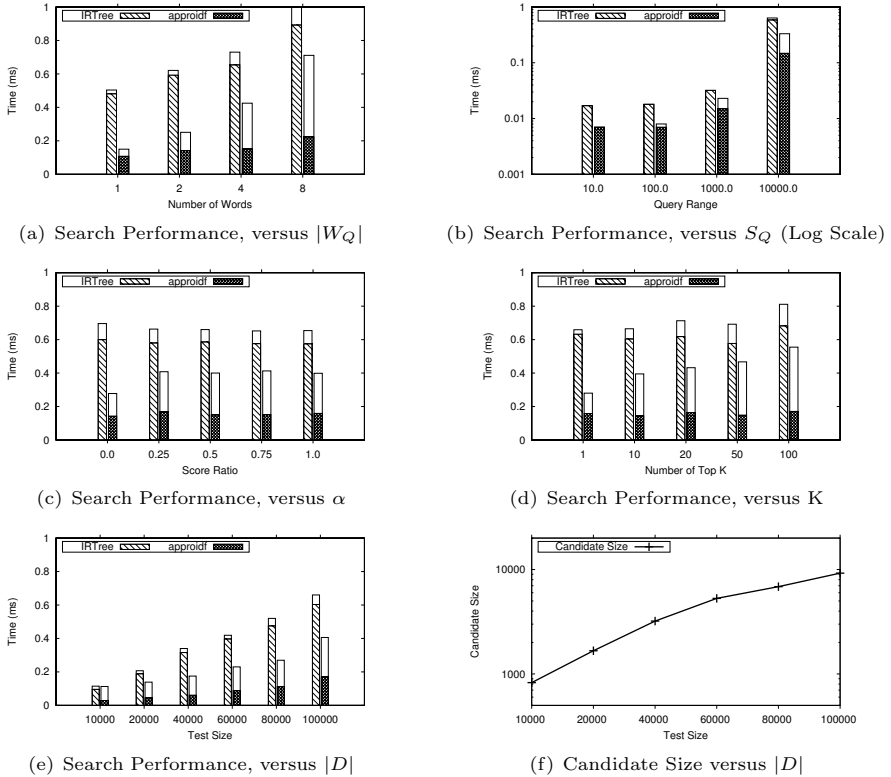 IRTree approidf
1
0.8
0.6
0.4
0.2
0
Time (ms)
1 2 4 8
Number of Words
(a) Search Performance, versus |W_Q|
IRTree approidf
1
0.1
0.01
0.001
Time (ms)
10.0 100.0 1000.0 10000.0
Query Range
(b) Search Performance, versus S_Q (Log Scale)
IRTree approidf
1
0.8
0.6
0.4
0.2
0
Time (ms)
0.0 0.25 0.5 0.75 1.0
Score Ratio
(c) Search Performance, versus α
IRTree approidf
1
0.8
0.6
0.4
0.2
0
Time (ms)
1 10 20 50 100
Number of Top K
(d) Search Performance, versus K
IRTree approidf
1
0.8
0.6
0.4
0.2
0
Time (ms)
10000 20000 40000 60000 80000 100000
Test Size
(e) Search Performance, versus |D|
Candidate Size
10000
1000
Candidate Size
10000 20000 40000 60000 80000 100000
Test Size
(f) Candidate Size versus |D|